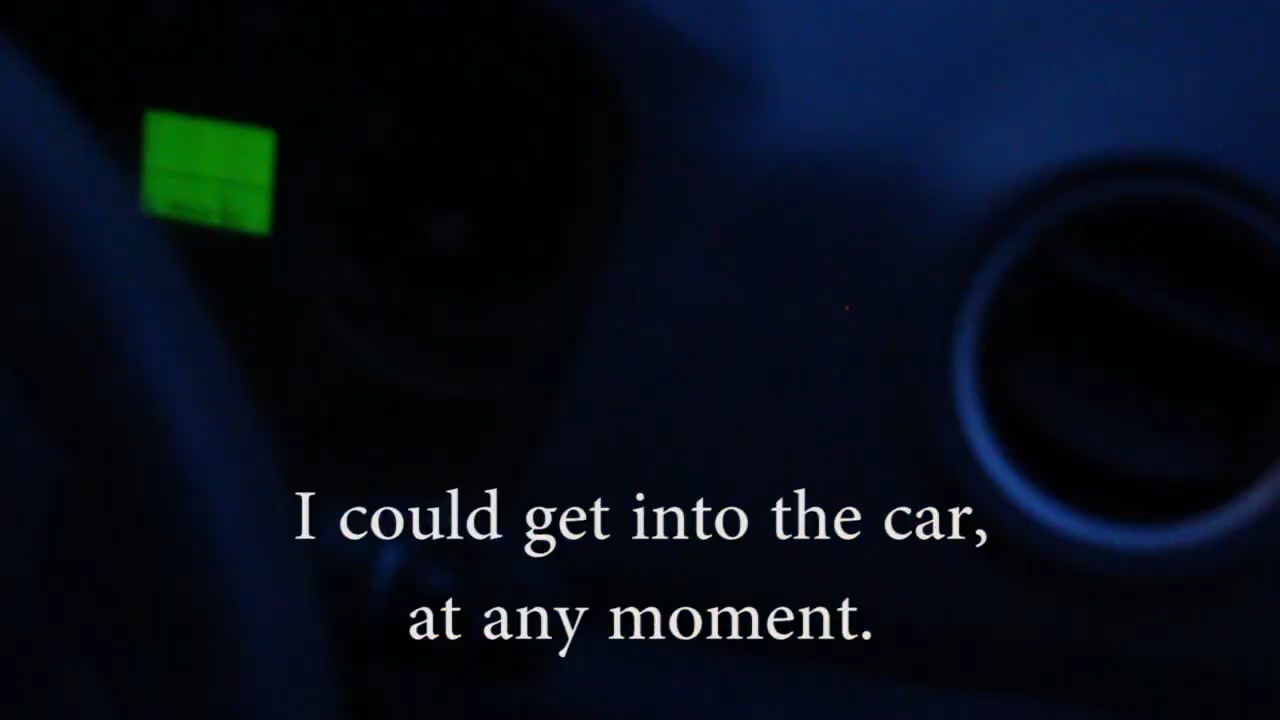 I could get into the car,
at any moment.